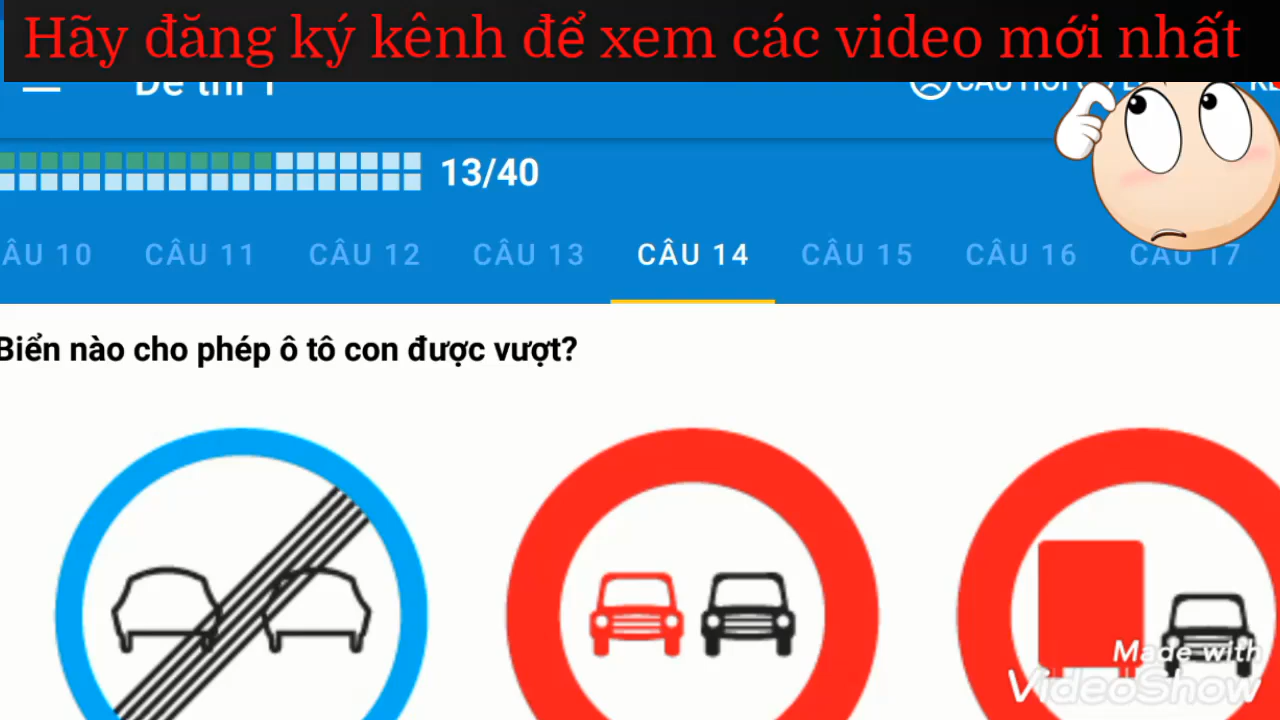 Hãy đăng ký kênh để xem các video mới nhất
Đề thi 1
13/40
ÂU 10 CÂU 11 CÂU 12 CÂU 13 CÂU 14 CÂU 15 CÂU 16 CÂU 17
Biển nào cho phép ô tô con được vượt?
Made with
VideoShow